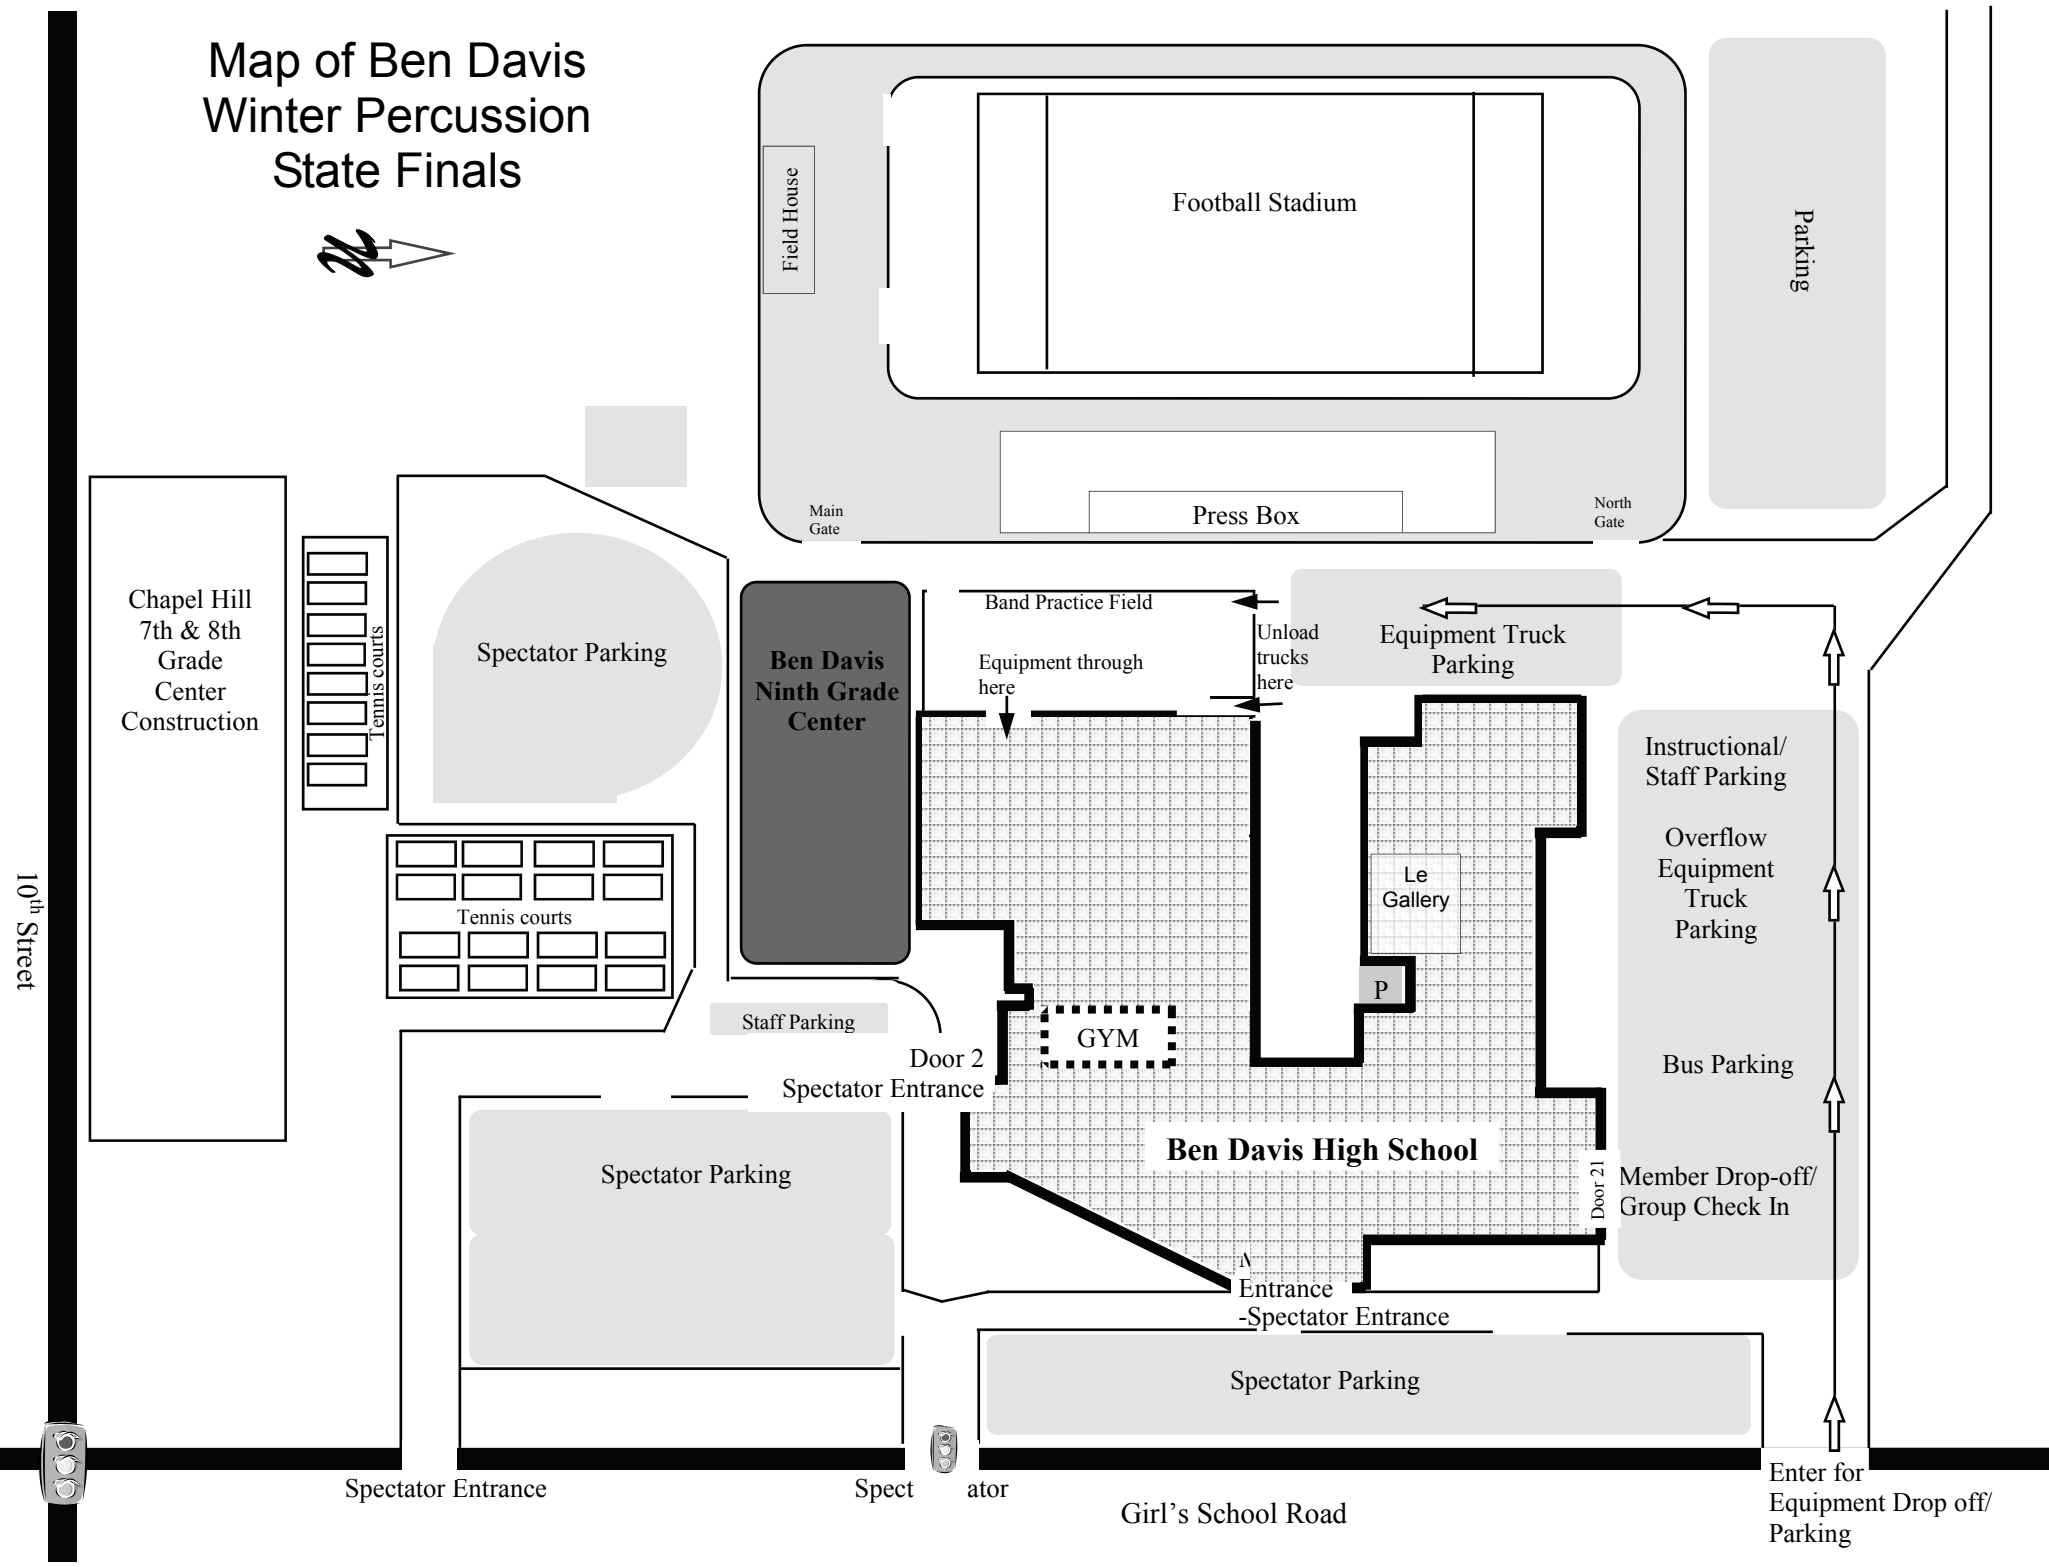 Map of Ben Davis
Winter Percussion
State Finals
N
Field House
Football Stadium
Parking
Main
Gate
Press Box
North
Gate
Chapel Hill
7th & 8th
Grade
Center
Construction
Tennis courts
Spectator Parking
Ben Davis
Ninth Grade
Center
Band Practice Field
Equipment through
here
Unload
trucks
here
Equipment Truck
Parking
Instructional/
Staff Parking
Overflow
Equipment
Truck
Parking
Le
Gallery
10th Street
Tennis courts
P
Staff Parking
GYM
Door 2
Spectator Entrance
Bus Parking
Ben Davis High School
Spectator Parking
Door 21
Member Drop-off/
Group Check In
Entrance
-Spectator Entrance
Spectator Parking
Spectator Entrance
Spect ator
Girl's School Road
Enter for
Equipment Drop off/
Parking